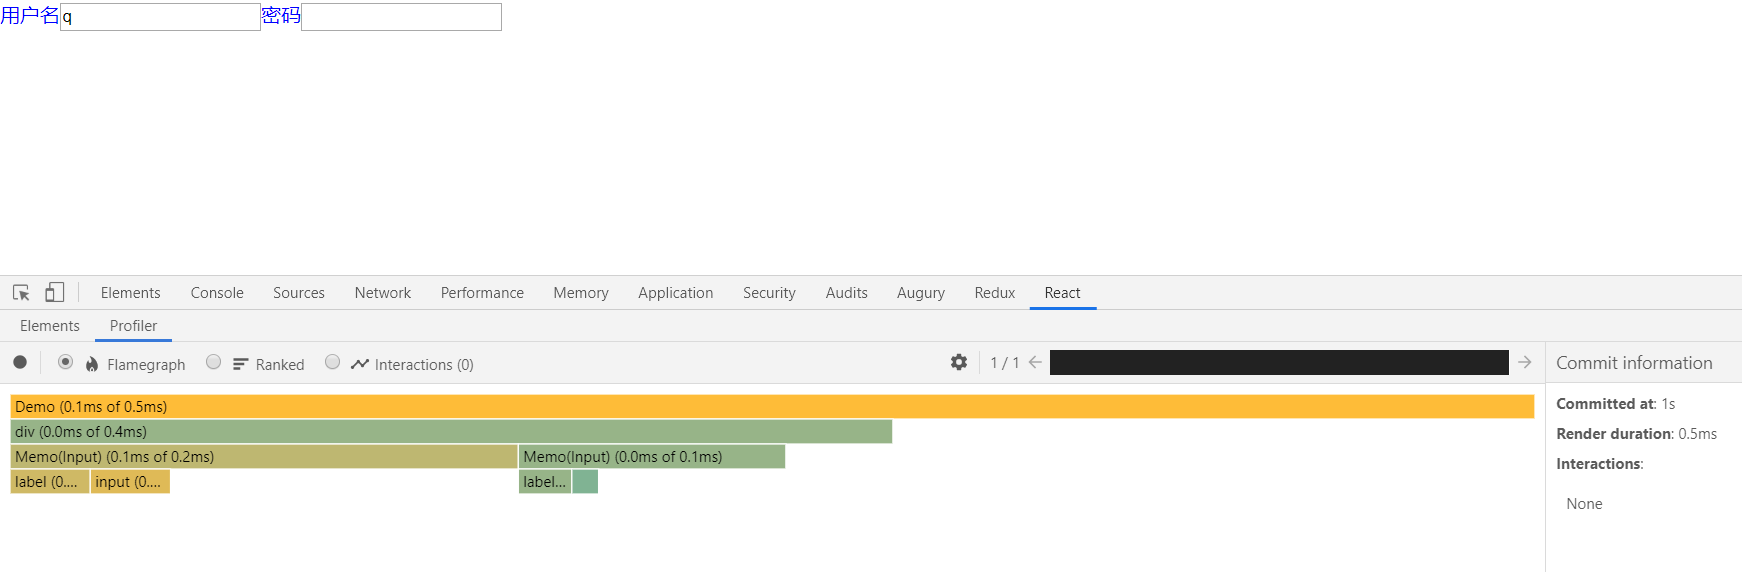 用户名 q 密码
Elements Console Sources Network Performance Memory Application Security Audits Augury Redux React
Elements Profiler
Flamegraph Ranked Interactions (0) 1 / 1 Commit information
Demo (0.1ms of 0.5ms)
Committed at: 1s
div (0.0ms of 0.4ms)
Render duration: 0.5ms
Memo(Input) (0.1ms of 0.2ms) Memo(Input) (0.0ms of 0.1ms)
Interactions:
label (0.... input (0.... label...
None